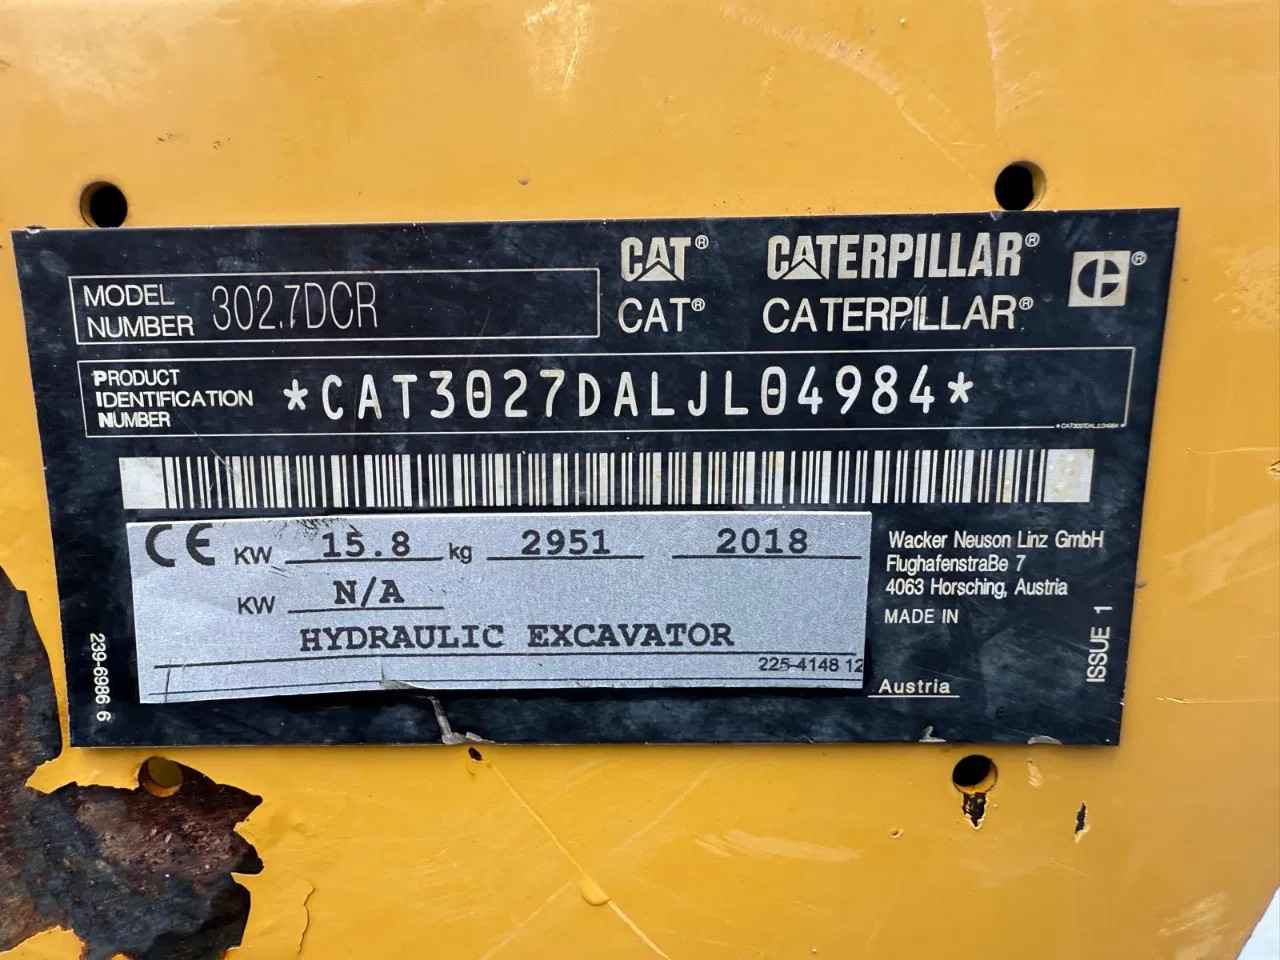 CAT® CATERPILLAR®
CAT® CATERPILLAR®
MODEL NUMBER 302.7DCR
PRODUCT IDENTIFICATION NUMBER *CAT3027DALJL04984*
*CAT3027DALJL04984*
CE KW 15.8 kg 2951 2018
KW N/A
HYDRAULIC EXCAVATOR
225-4148 12
Wacker Neuson Linz GmbH
Flughafenstraße 7
4063 Horsching, Austria
MADE IN
Austria
ISSUE 1
239-6986 6